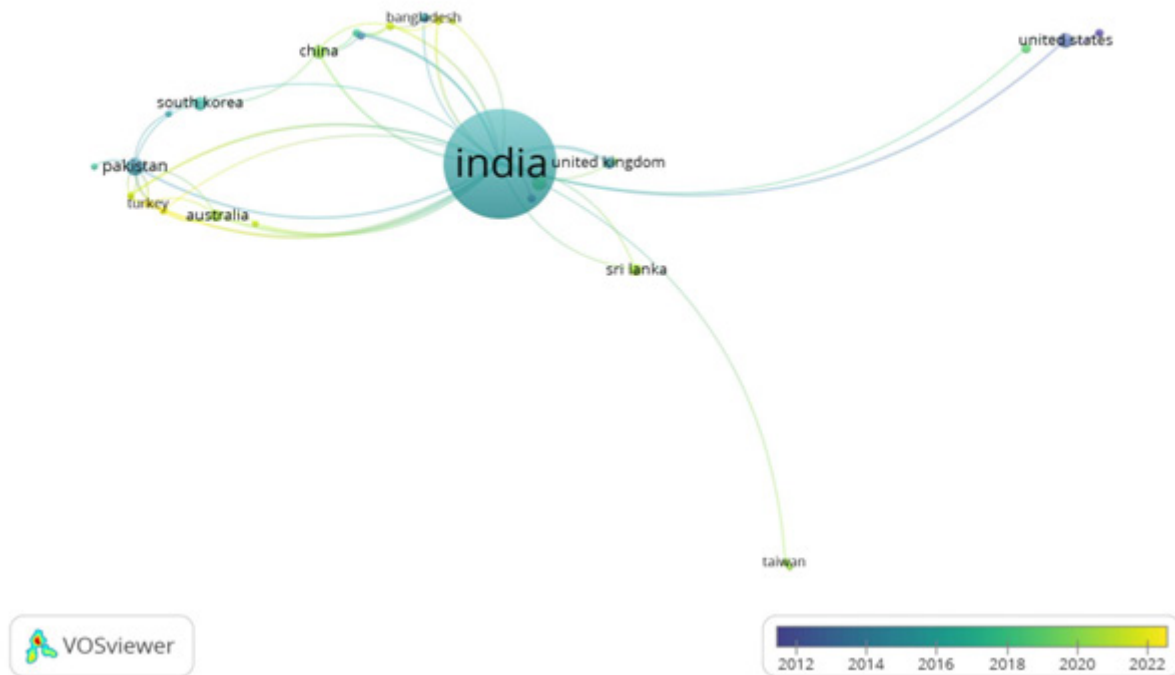 bangladesh
united states
china
south korea
india
united kingdom
pakistan
turkey
australia
sri lanka
taiwan
VOSviewer
2012 2014 2016 2018 2020 2022